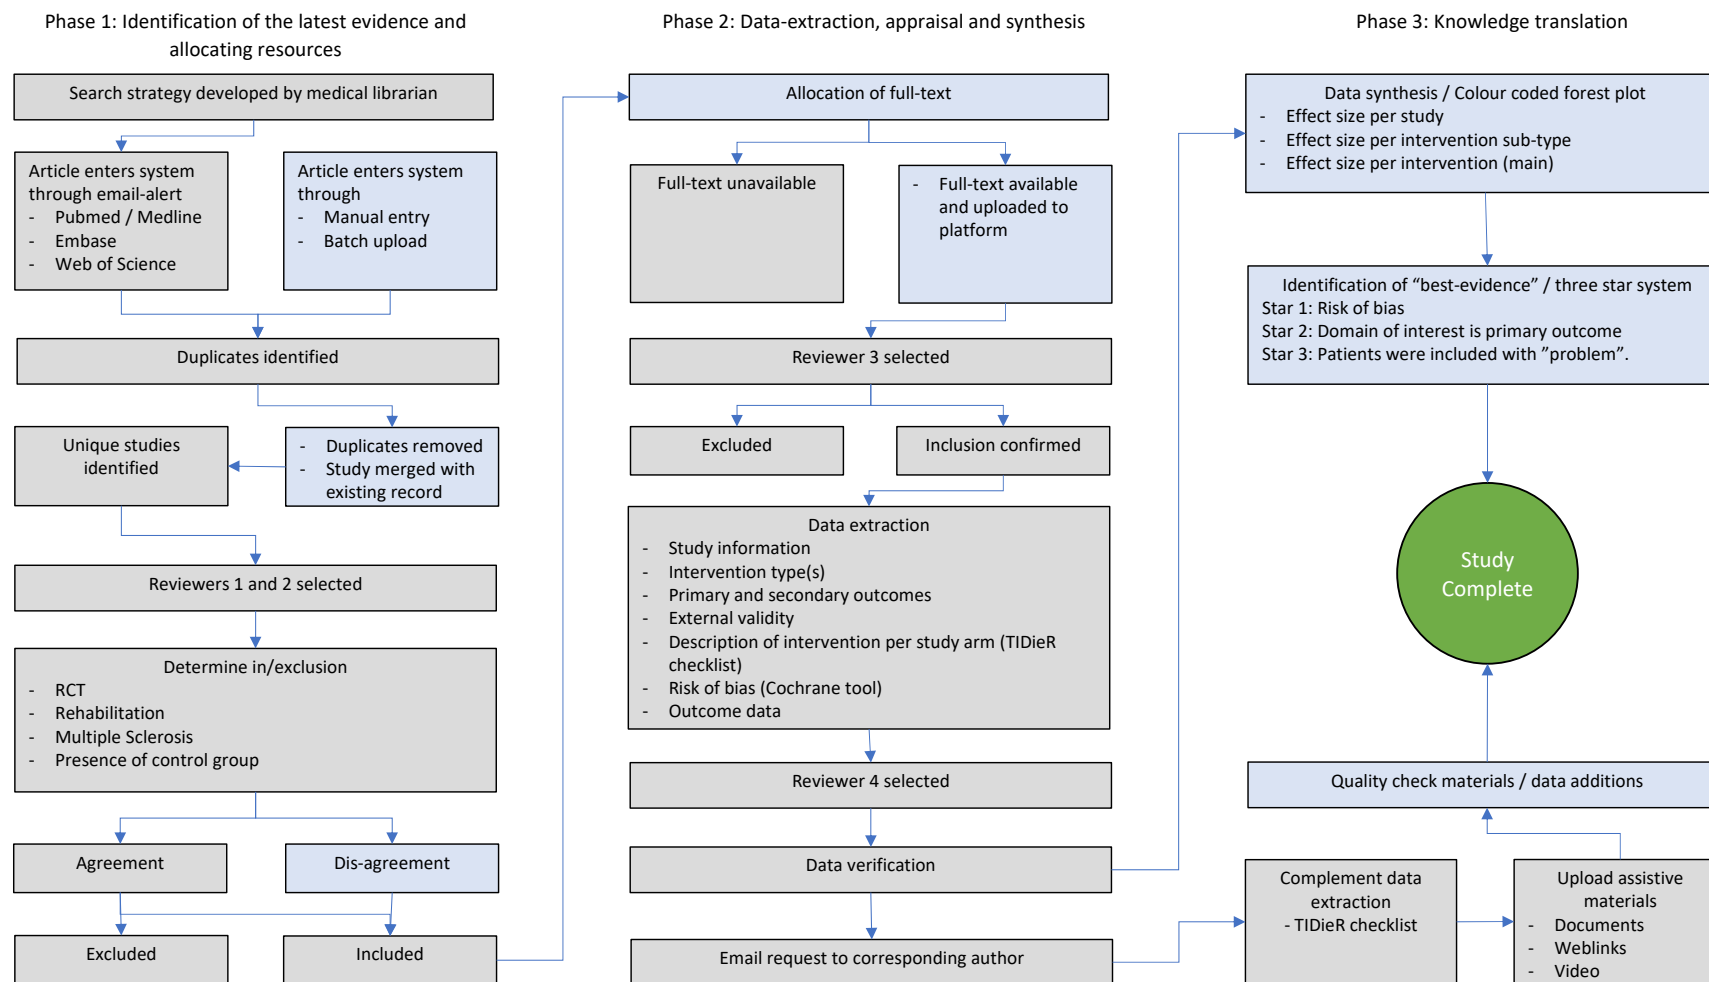 Phase 1: Identification of the latest evidence and
allocating resources
Search strategy developed by medical librarian
Article enters system
through email-alert
- Pubmed / Medline
- Embase
- Web of Science
Article enters system
through
- Manual entry
- Batch upload
Duplicates identified
Unique studies
identified
- Duplicates removed
- Study merged with
existing record
Reviewers 1 and 2 selected
Determine in/exclusion
- RCT
- Rehabilitation
- Multiple Sclerosis
- Presence of control group
Agreement
Dis-agreement
Excluded
Included
Phase 2: Data-extraction, appraisal and synthesis
Allocation of full-text
Full-text unavailable
- Full-text available
and uploaded to
platform
Reviewer 3 selected
Excluded
Inclusion confirmed
Data extraction
- Study information
- Intervention type(s)
- Primary and secondary outcomes
- External validity
- Description of intervention per study arm (TIDieR
checklist)
- Risk of bias (Cochrane tool)
- Outcome data
Reviewer 4 selected
Data verification
Email request to corresponding author
Phase 3: Knowledge translation
Data synthesis / Colour coded forest plot
- Effect size per study
- Effect size per intervention sub-type
- Effect size per intervention (main)
Identification of “best-evidence” / three star system
Star 1: Risk of bias
Star 2: Domain of interest is primary outcome
Star 3: Patients were included with ”problem”.
Study
Complete
Quality check materials / data additions
Complement data
extraction
- TIDieR checklist
Upload assistive
materials
- Documents
- Weblinks
- Video